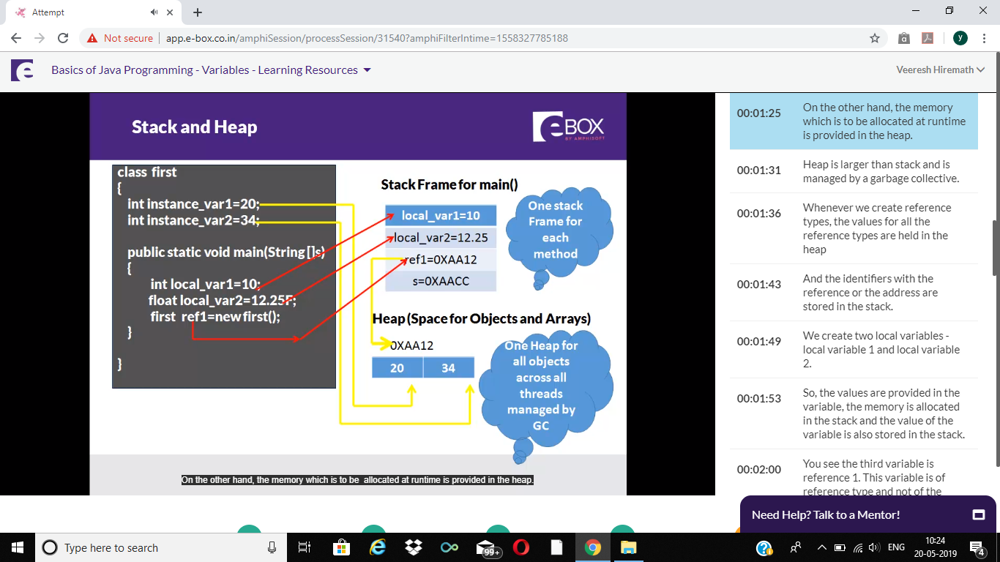 Attempt
Not secure
app.e-box.co.in/amphiSession/processSession/31540?amphiFilterIntime=1558327785188
y
e
Basics of Java Programming - Variables - Learning Resources
Veeresh Hiremath
Stack and Heap
eBOX
BY AMPHISOFT
class first
{
int instance_var1=20;
int instance_var2=34;
public static void main(String []s)
{
int local_var1=10;
float local_var2=12.25F;
first ref1=new first();
}
}
Stack Frame for main()
local_var1=10
local_var2=12.25
ref1=0XAA12
s=0XAACC
One stack
Frame for
each
method
Heap (Space for Objects and Arrays)
0XAA12
20 34
One Heap for
all objects
across all
threads
managed by
GC
On the other hand, the memory which is to be allocated at runtime is provided in the heap.
00:01:25 On the other hand, the memory
which is to be allocated at runtime
is provided in the heap.
00:01:31 Heap is larger than stack and is
managed by a garbage collective.
00:01:36 Whenever we create reference
types, the values for all the
reference types are held in the
heap
00:01:43 And the identifiers with the
reference or the address are
stored in the stack.
00:01:49 We create two local variables -
local variable 1 and local variable
2.
00:01:53 So, the values are provided in the
variable, the memory is allocated
in the stack and the value of the
variable is also stored in the stack.
00:02:00 You see the third variable is
reference 1. This variable is of
reference type and not of the
Need Help? Talk to a Mentor!
Type here to search
99+
ENG
10:24
20-05-2019
4